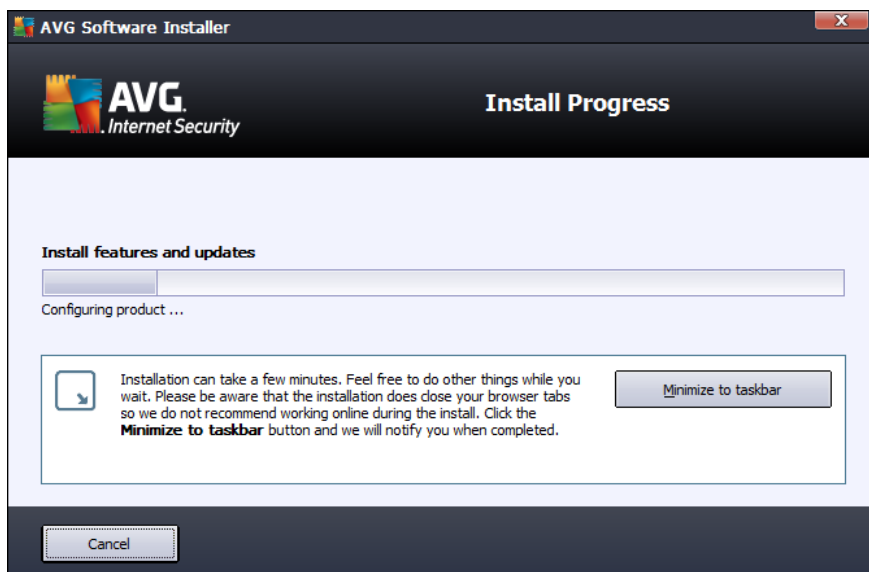 AVG Software Installer
AVG.
Internet Security
Install Progress
Install features and updates
Configuring product ...
Installation can take a few minutes. Feel free to do other things while you
wait. Please be aware that the installation does close your browser tabs
so we do not recommend working online during the install. Click the
Minimize to taskbar button and we will notify you when completed.
Minimize to taskbar
Cancel